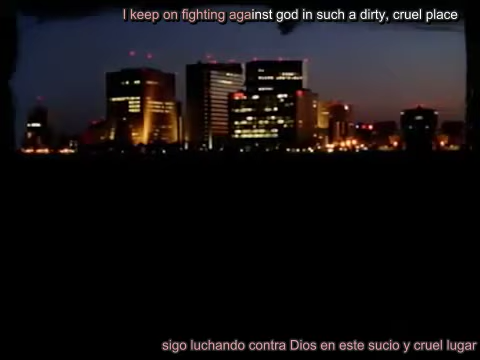 I keep on fighting against god in such a dirty, cruel place
sigo luchando contra Dios en este sucio y cruel lugar